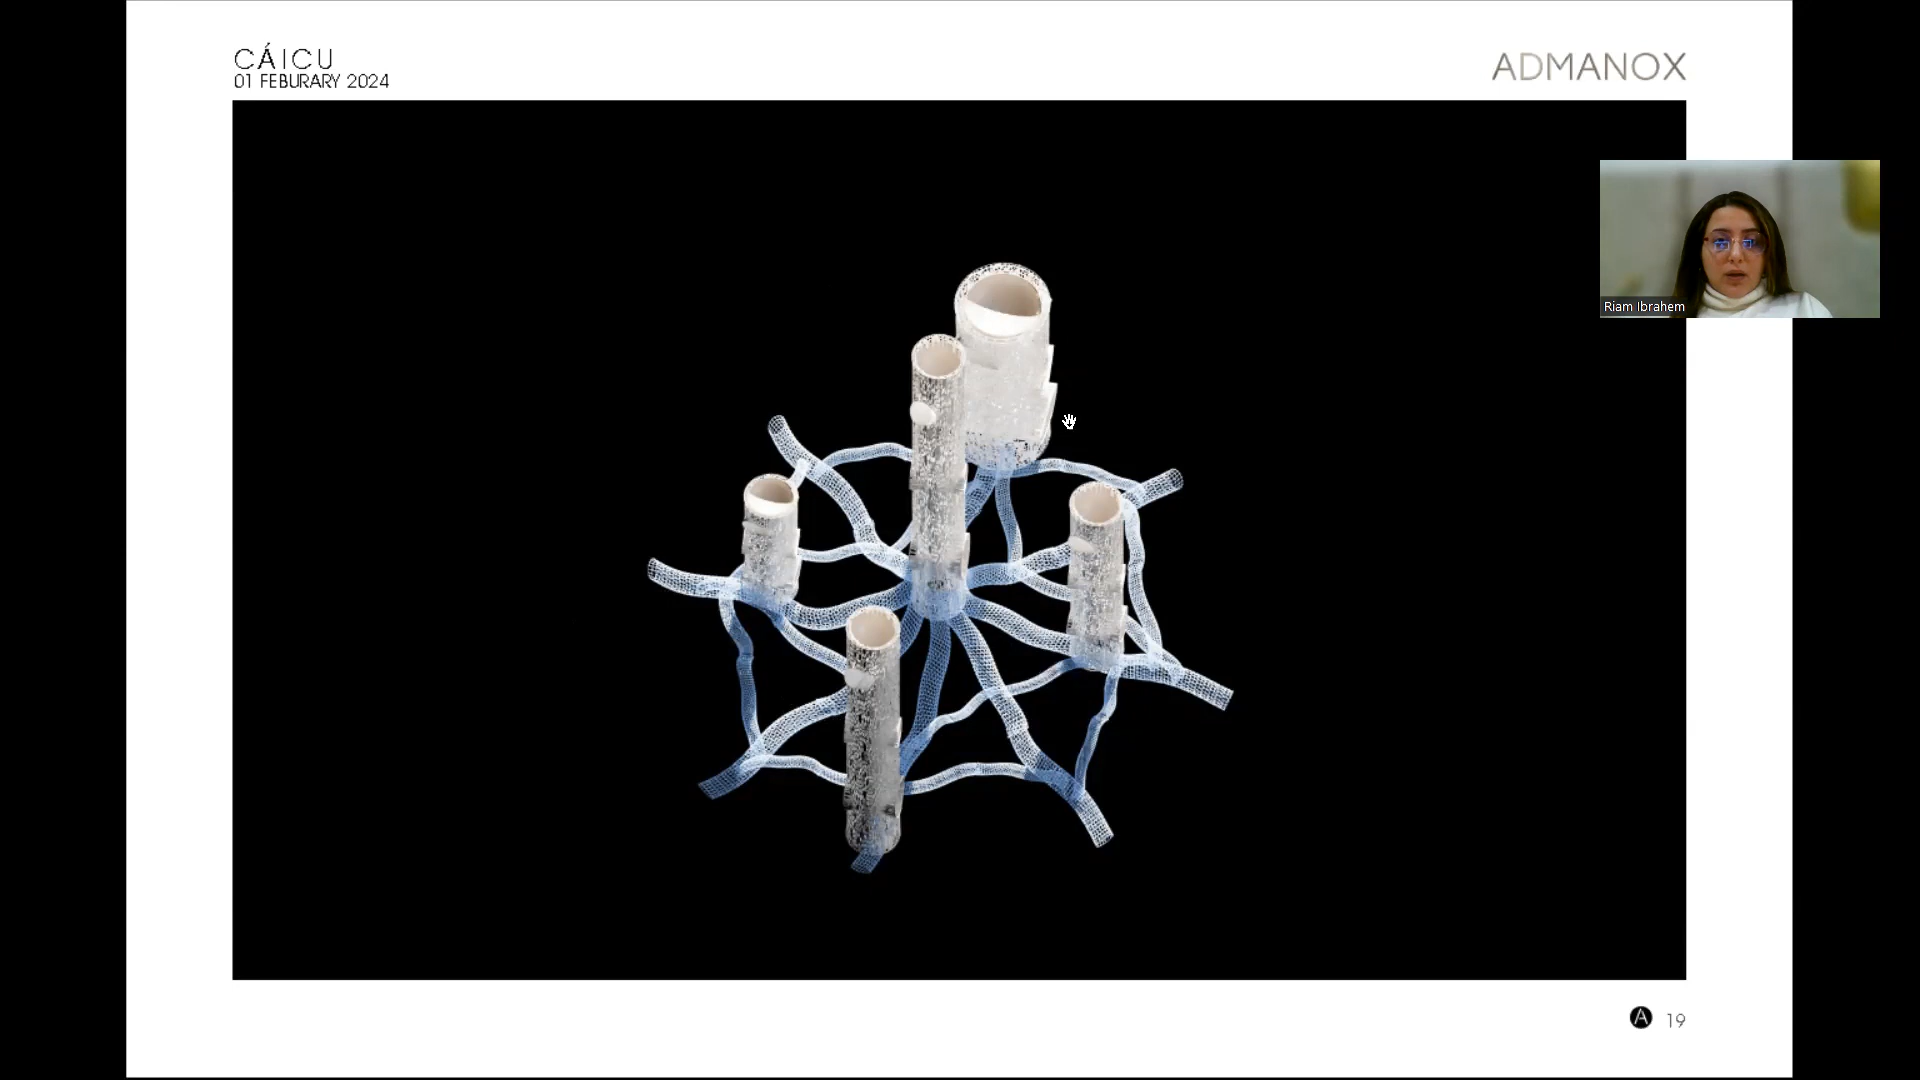 CÁICU
01 FEBURARY 2024
ADMANOX
Riam Ibrahem
A 19